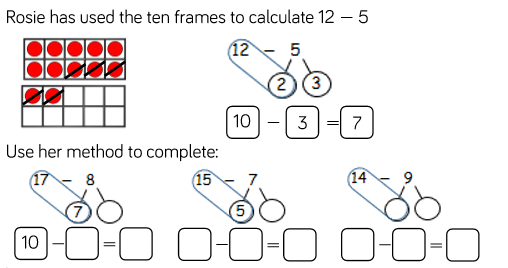 Rosie has used the ten frames to calculate 12 – 5
12 – 5
2 3
10 – 3 = 7
Use her method to complete:
17 – 8 15 – 7 14 – 9
7 5
10 – = – = – =